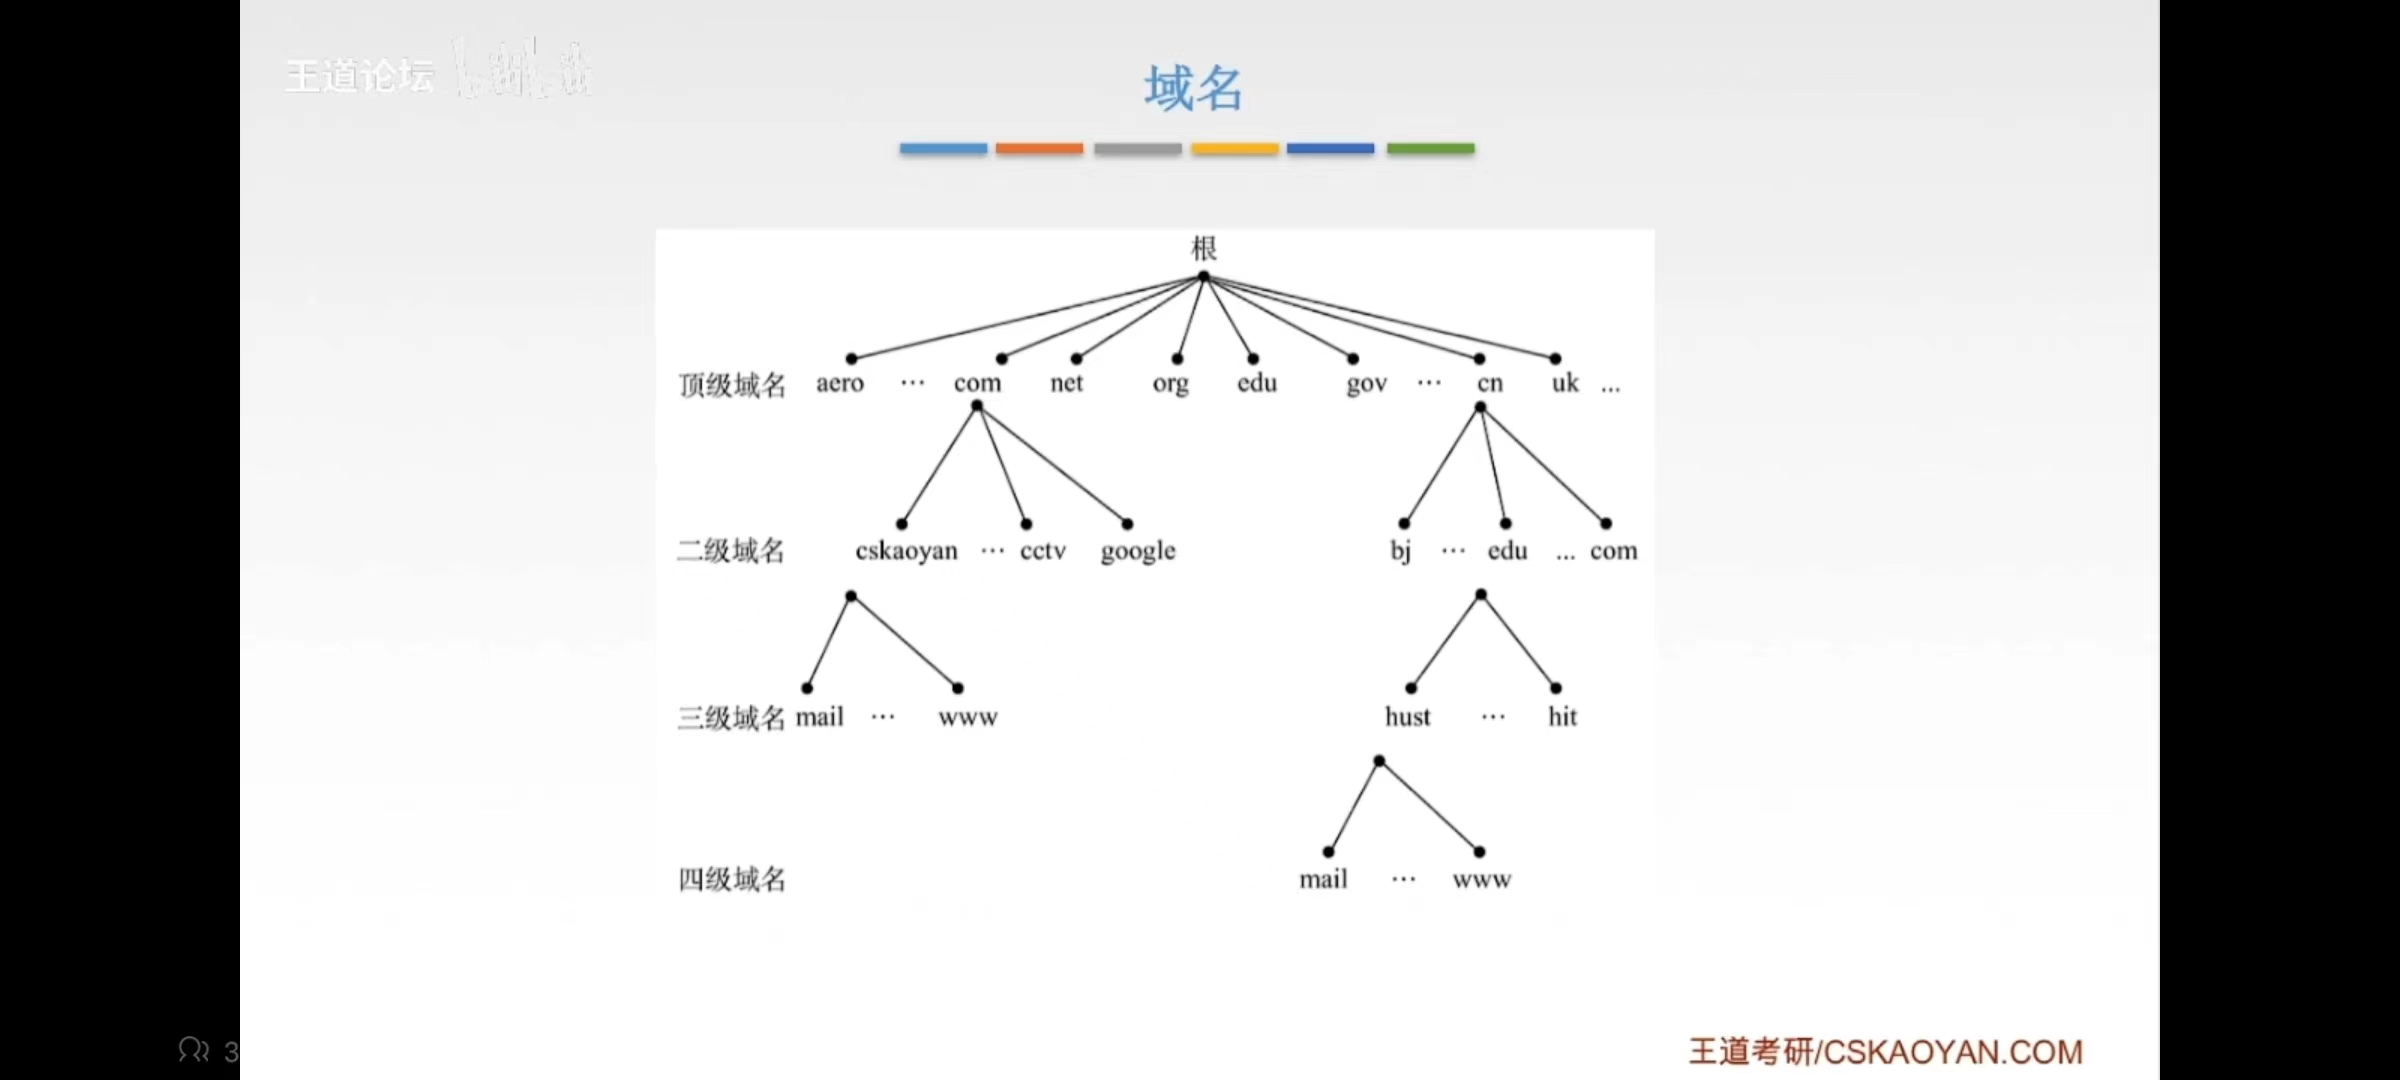 王道论坛 bilibili
域名
根
顶级域名 aero … com net org edu gov … cn uk ...
二级域名 cskaoyan … cctv google bj … edu ... com
三级域名 mail … www hust … hit
四级域名 mail … www
3
王道考研/CSKAOYAN.COM